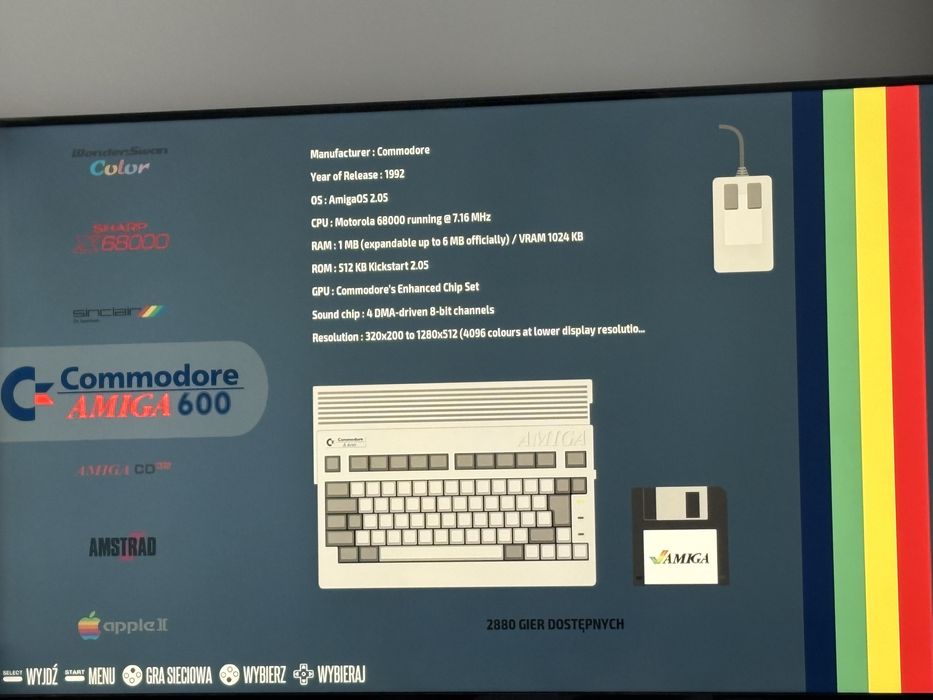 WonderSwan
Color
SHARP
X68000
sinclair
Commodore
AMIGA 600
AMIGA CD32
AMSTRAD
apple II
Manufacturer : Commodore
Year of Release : 1992
OS : AmigaOS 2.05
CPU : Motorola 68000 running @ 7.16 MHz
RAM : 1 MB (expandable up to 6 MB officially) / VRAM 1024 KB
ROM : 512 KB Kickstart 2.05
GPU : Commodore's Enhanced Chip Set
Sound chip : 4 DMA-driven 8-bit channels
Resolution : 320x200 to 1280x512 (4096 colours at lower display resolutio...
Commodore
AMIGA
AMIGA
2880 GIER DOSTĘPNYCH
SELECT WYJDŹ START MENU GRA SIECIOWA WYBIERZ WYBIERAJ